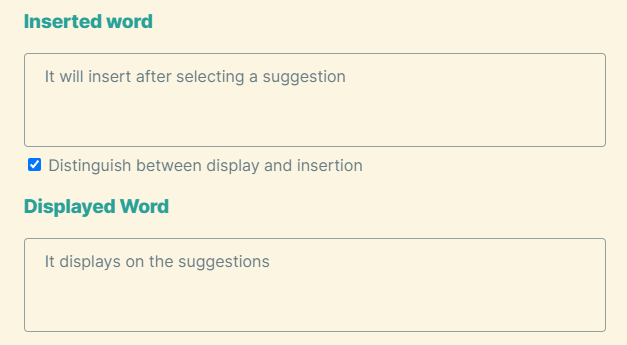 Inserted word
It will insert after selecting a suggestion
Distinguish between display and insertion
Displayed Word
It displays on the suggestions